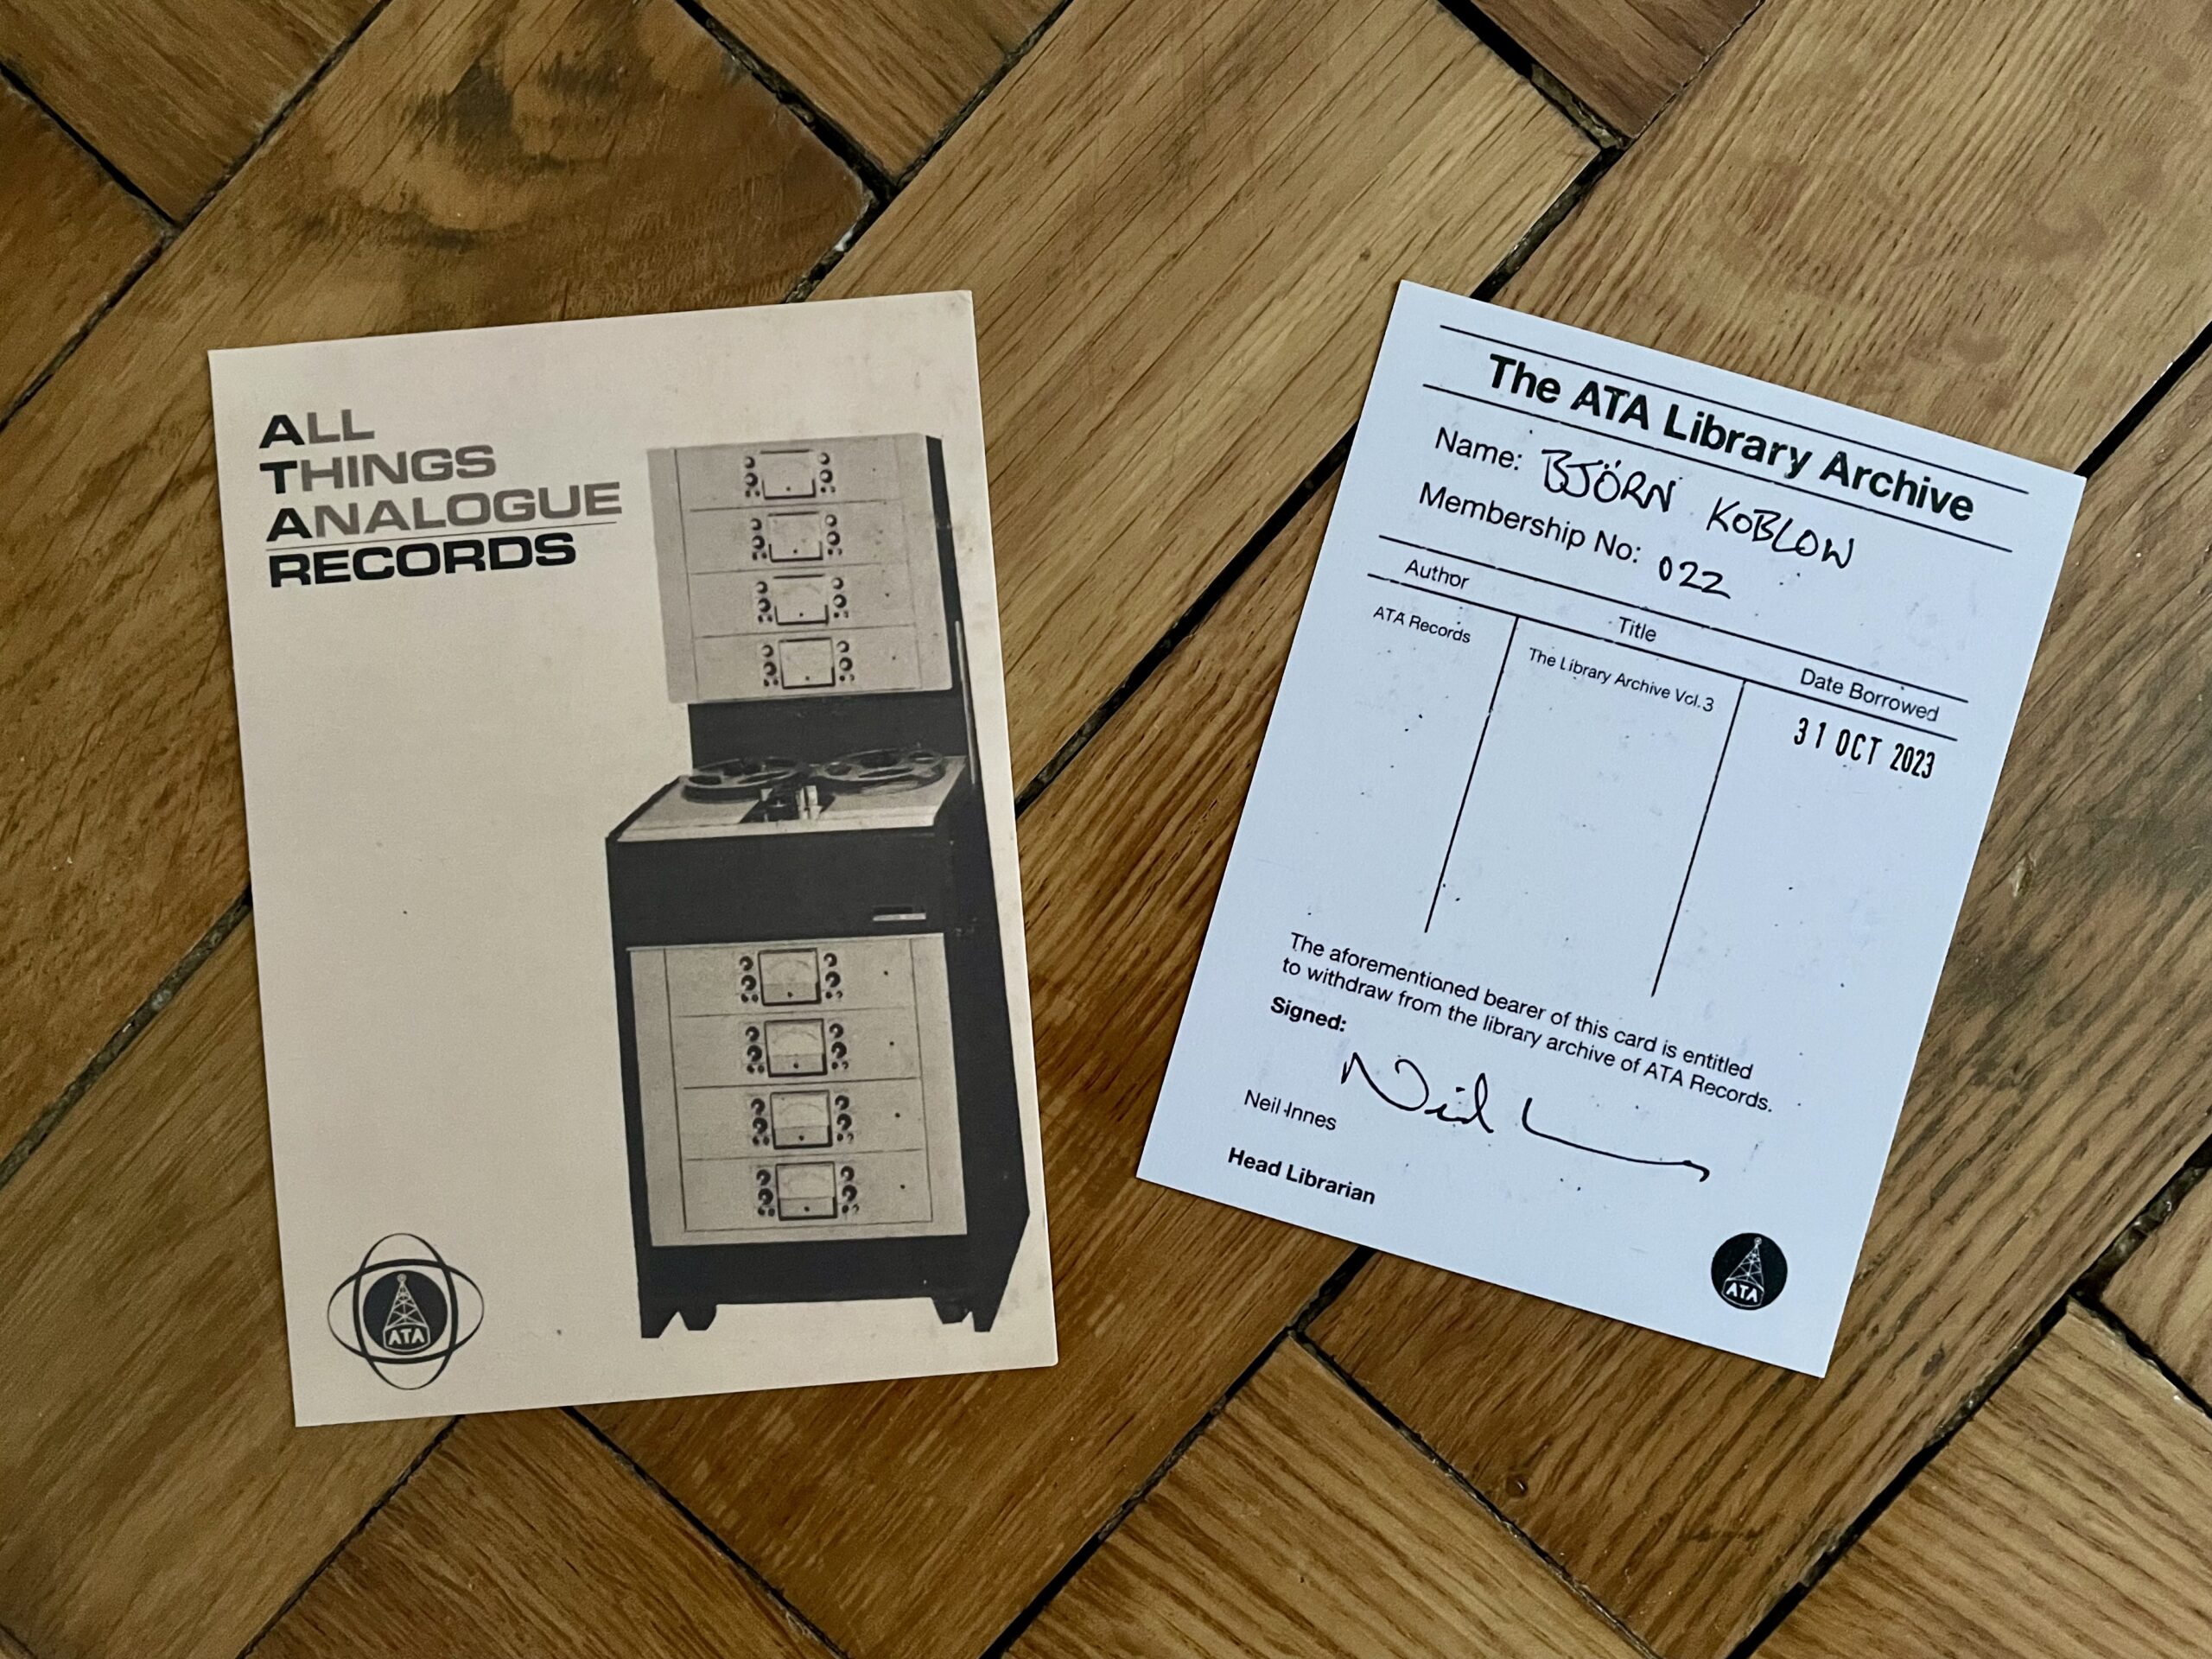 ALL
THINGS
ANALOGUE
RECORDS
ATA
The ATA Library Archive
Name: BJÖRN KOBLOW
Membership No: 022
Author Title Date Borrowed
ATA Records The Library Archive Vol.3 31 OCT 2023
The aforementioned bearer of this card is entitled
to withdraw from the library archive of ATA Records.
Signed:
Neil Innes
Head Librarian
ATA